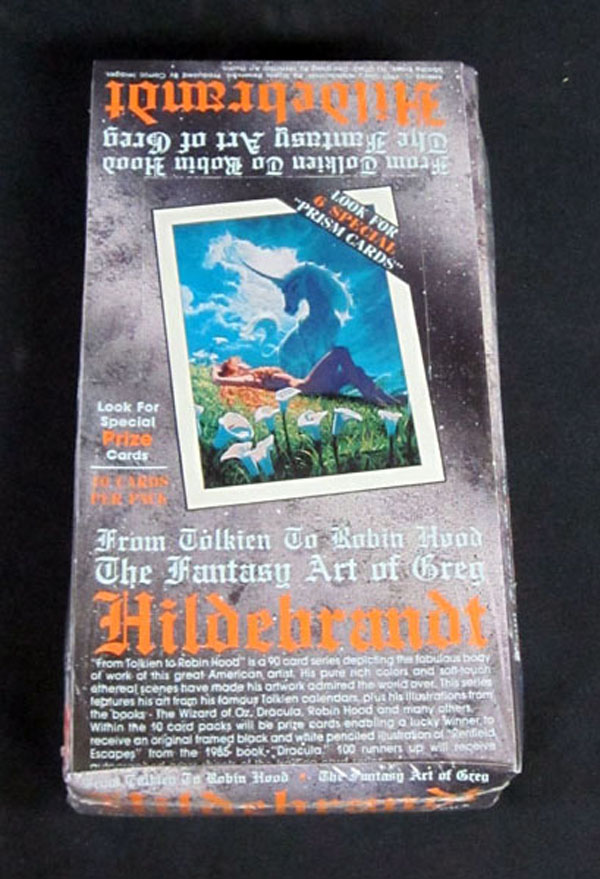 Hildebrandt
The Fantasy Art of Greg
From Tolkien To Robin Hood
LOOK FOR
6 SPECIAL
"PRISM CARDS"
Look For
Special
Prize
Cards
10 CARDS
PER PACK
From Tolkien To Robin Hood
The Fantasy Art of Greg
Hildebrandt
"From Tolkien to Robin Hood" is a 90 card series depicting the fabulous body
of work of this great American artist. His pure rich colors and soft-touch
ethereal scenes have made his artwork admired the world over. This series
features his art from his famous Tolkien calendars, plus his illustrations from
the books - The Wizard of Oz, Dracula, Robin Hood and many others.
Within the 10 card packs will be prize cards enabling a lucky winner to
receive an original framed black and white penciled illustration of "Renfield
Escapes" from the 1985 book-"Dracula." 100 runners up will receive
From Tolkien To Robin Hood • The Fantasy Art of Greg
Hildebrandt